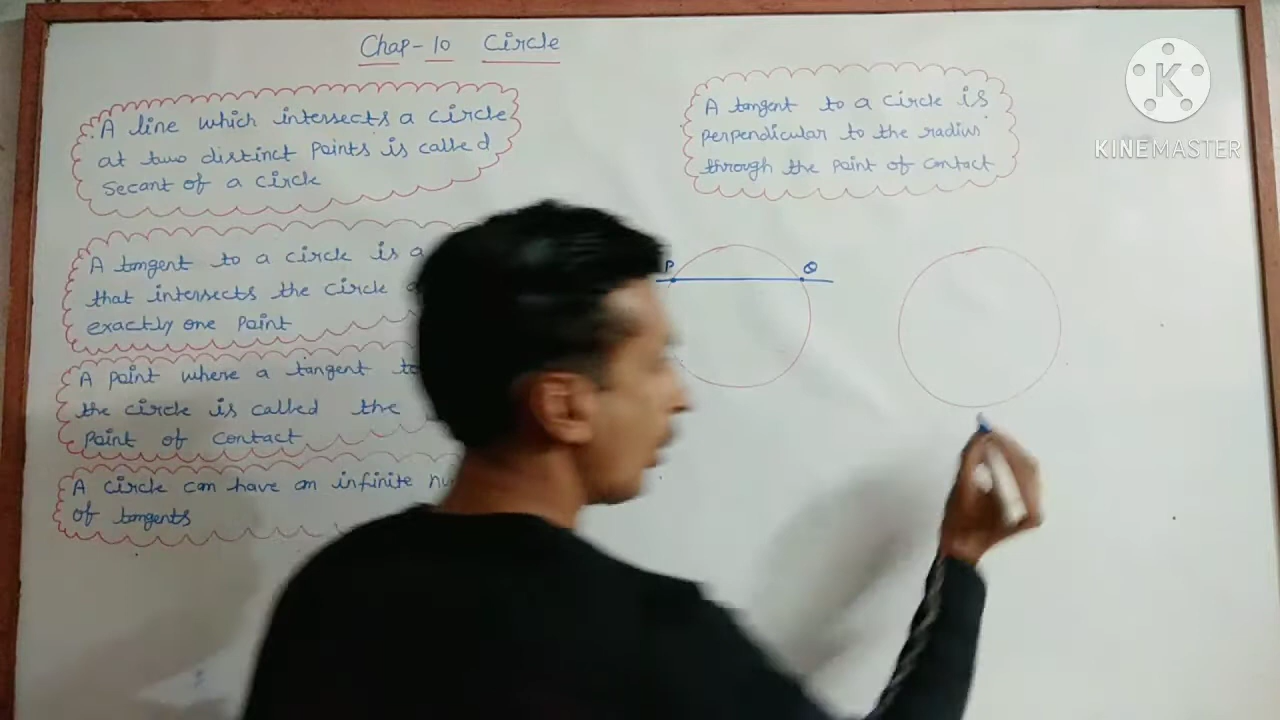 Chap-10 Circle
A line which intersects a circle
at two distinct points is called
secant of a circle
A tangent to a circle is a
that intersects the circle
exactly one point
A point where a tangent
the circle is called the
point of contact
A circle can have an infinite
of tangents
A tangent to a circle is
perpendicular to the radius
through the point of contact
P Q
K
KINEMASTER